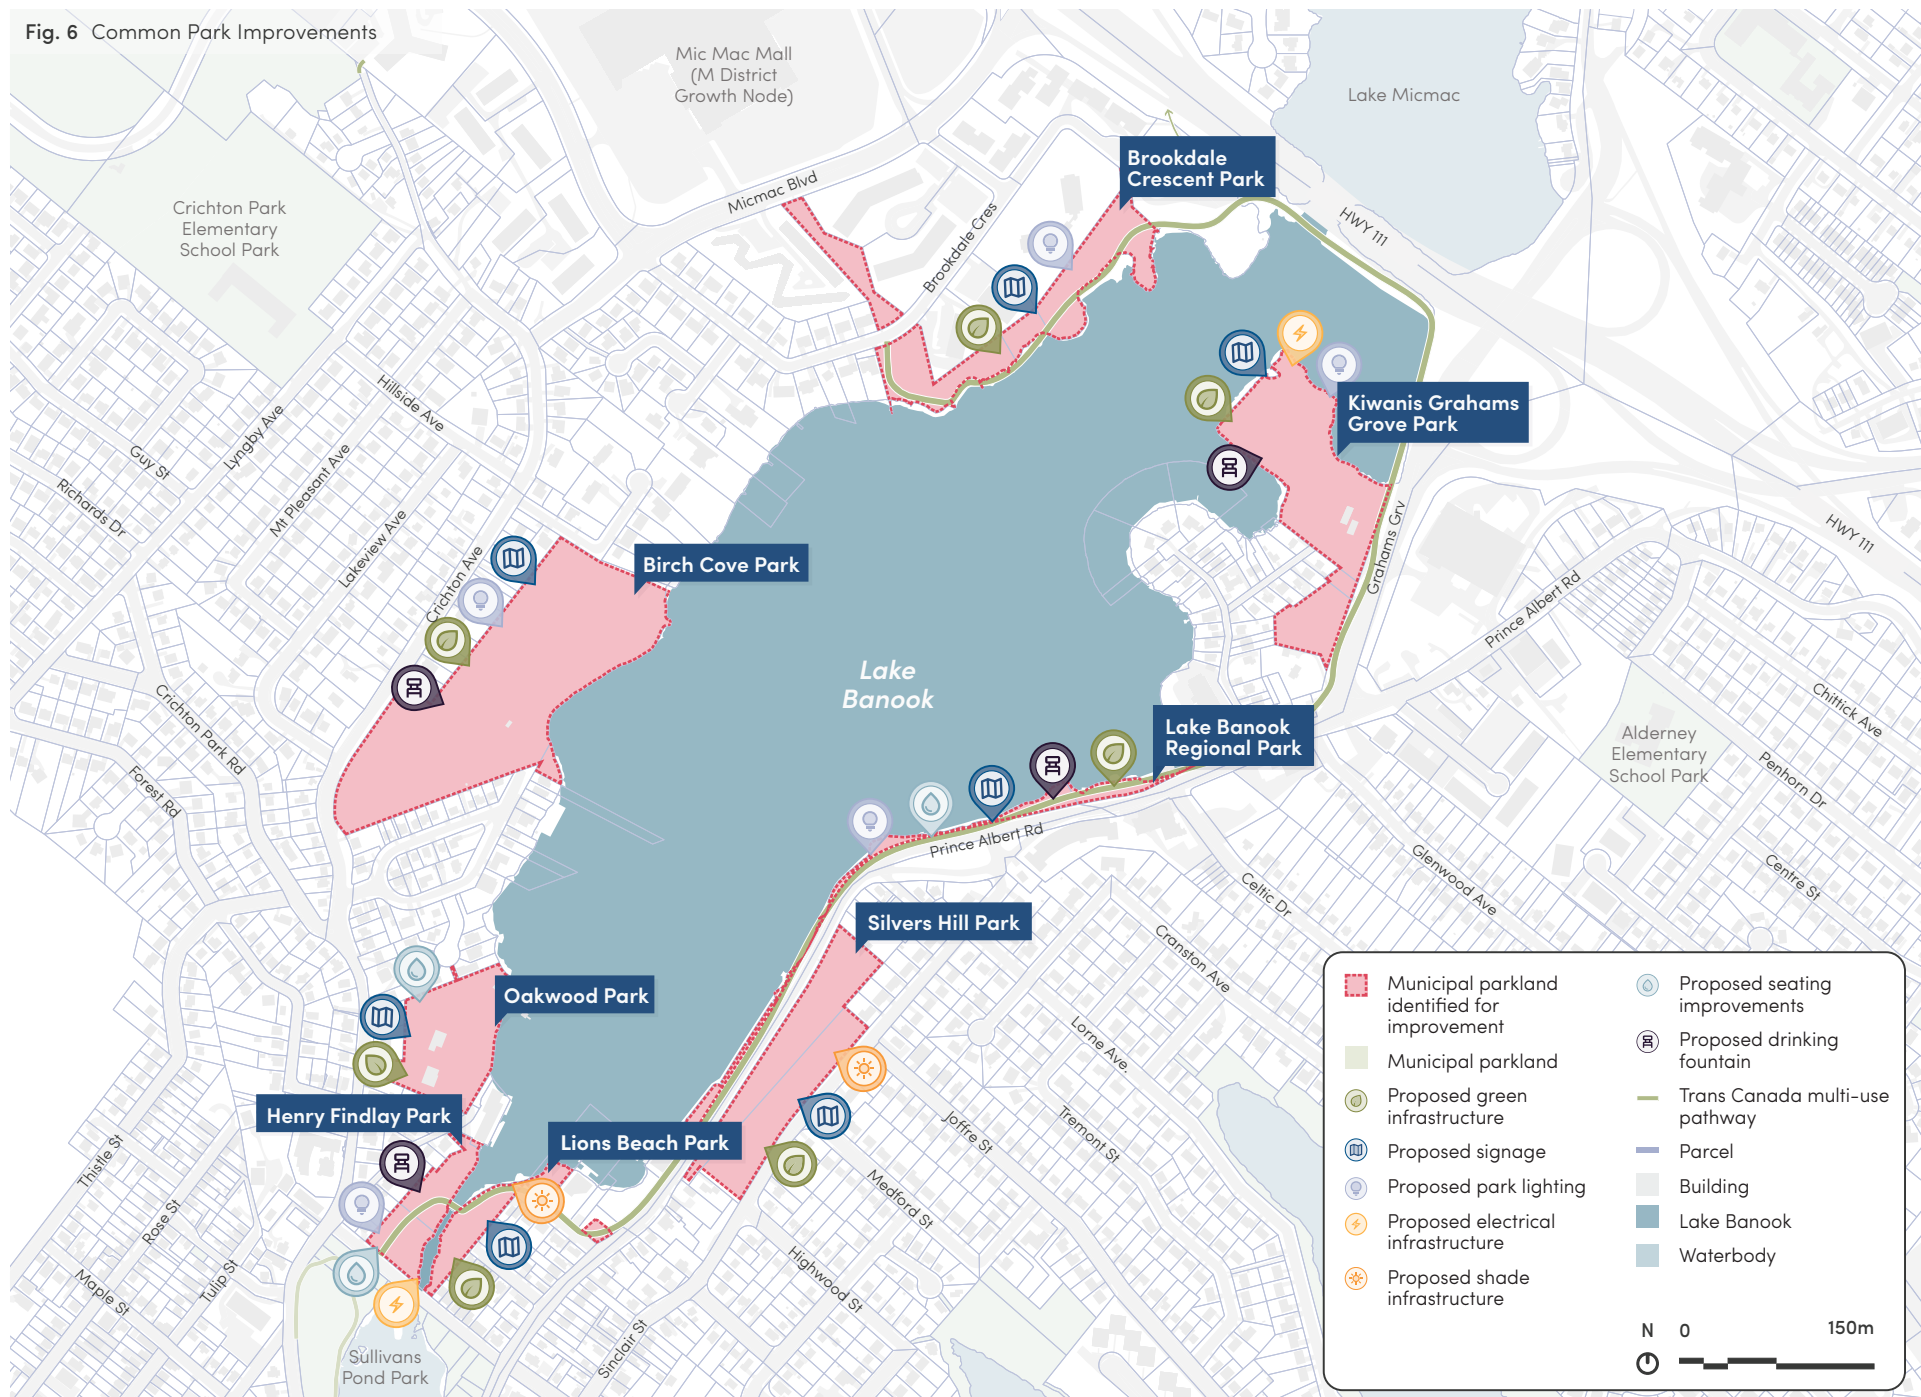 Fig. 6 Common Park Improvements
Mic Mac Mall
(M District
Growth Node)
Lake Micmac
Brookdale
Crescent Park
Crichton Park
Elementary
School Park
Micmac Blvd
Brookdale Cres
HWY 111
Kiwanis Grahams
Grove Park
Hillside Ave
Lyngby Ave
Guy St
Mt Pleasant Ave
Richards Dr
Lakeview Ave
Crichton Ave
Birch Cove Park
Grahams Grv
HWY 111
Prince Albert Rd
Lake
Banook
Crichton Park Rd
Forest Rd
Lake Banook
Regional Park
Chittick Ave
Alderney
Elementary
School Park
Penhorn Dr
Prince Albert Rd
Glenwood Ave
Centre St
Celtic Dr
Silvers Hill Park
Cranston Ave
Oakwood Park
Lorne Ave.
Henry Findlay Park
Lions Beach Park
Joffre St
Tremont St
Thistle St
Rose St
Medford St
Tulip St
Maple St
Highwood St
Sinclair St
Sullivans
Pond Park
Municipal parkland
identified for
improvement
Municipal parkland
Proposed green
infrastructure
Proposed signage
Proposed park lighting
Proposed electrical
infrastructure
Proposed shade
infrastructure
Proposed seating
improvements
Proposed drinking
fountain
Trans Canada multi-use
pathway
Parcel
Building
Lake Banook
Waterbody
N 0 150m